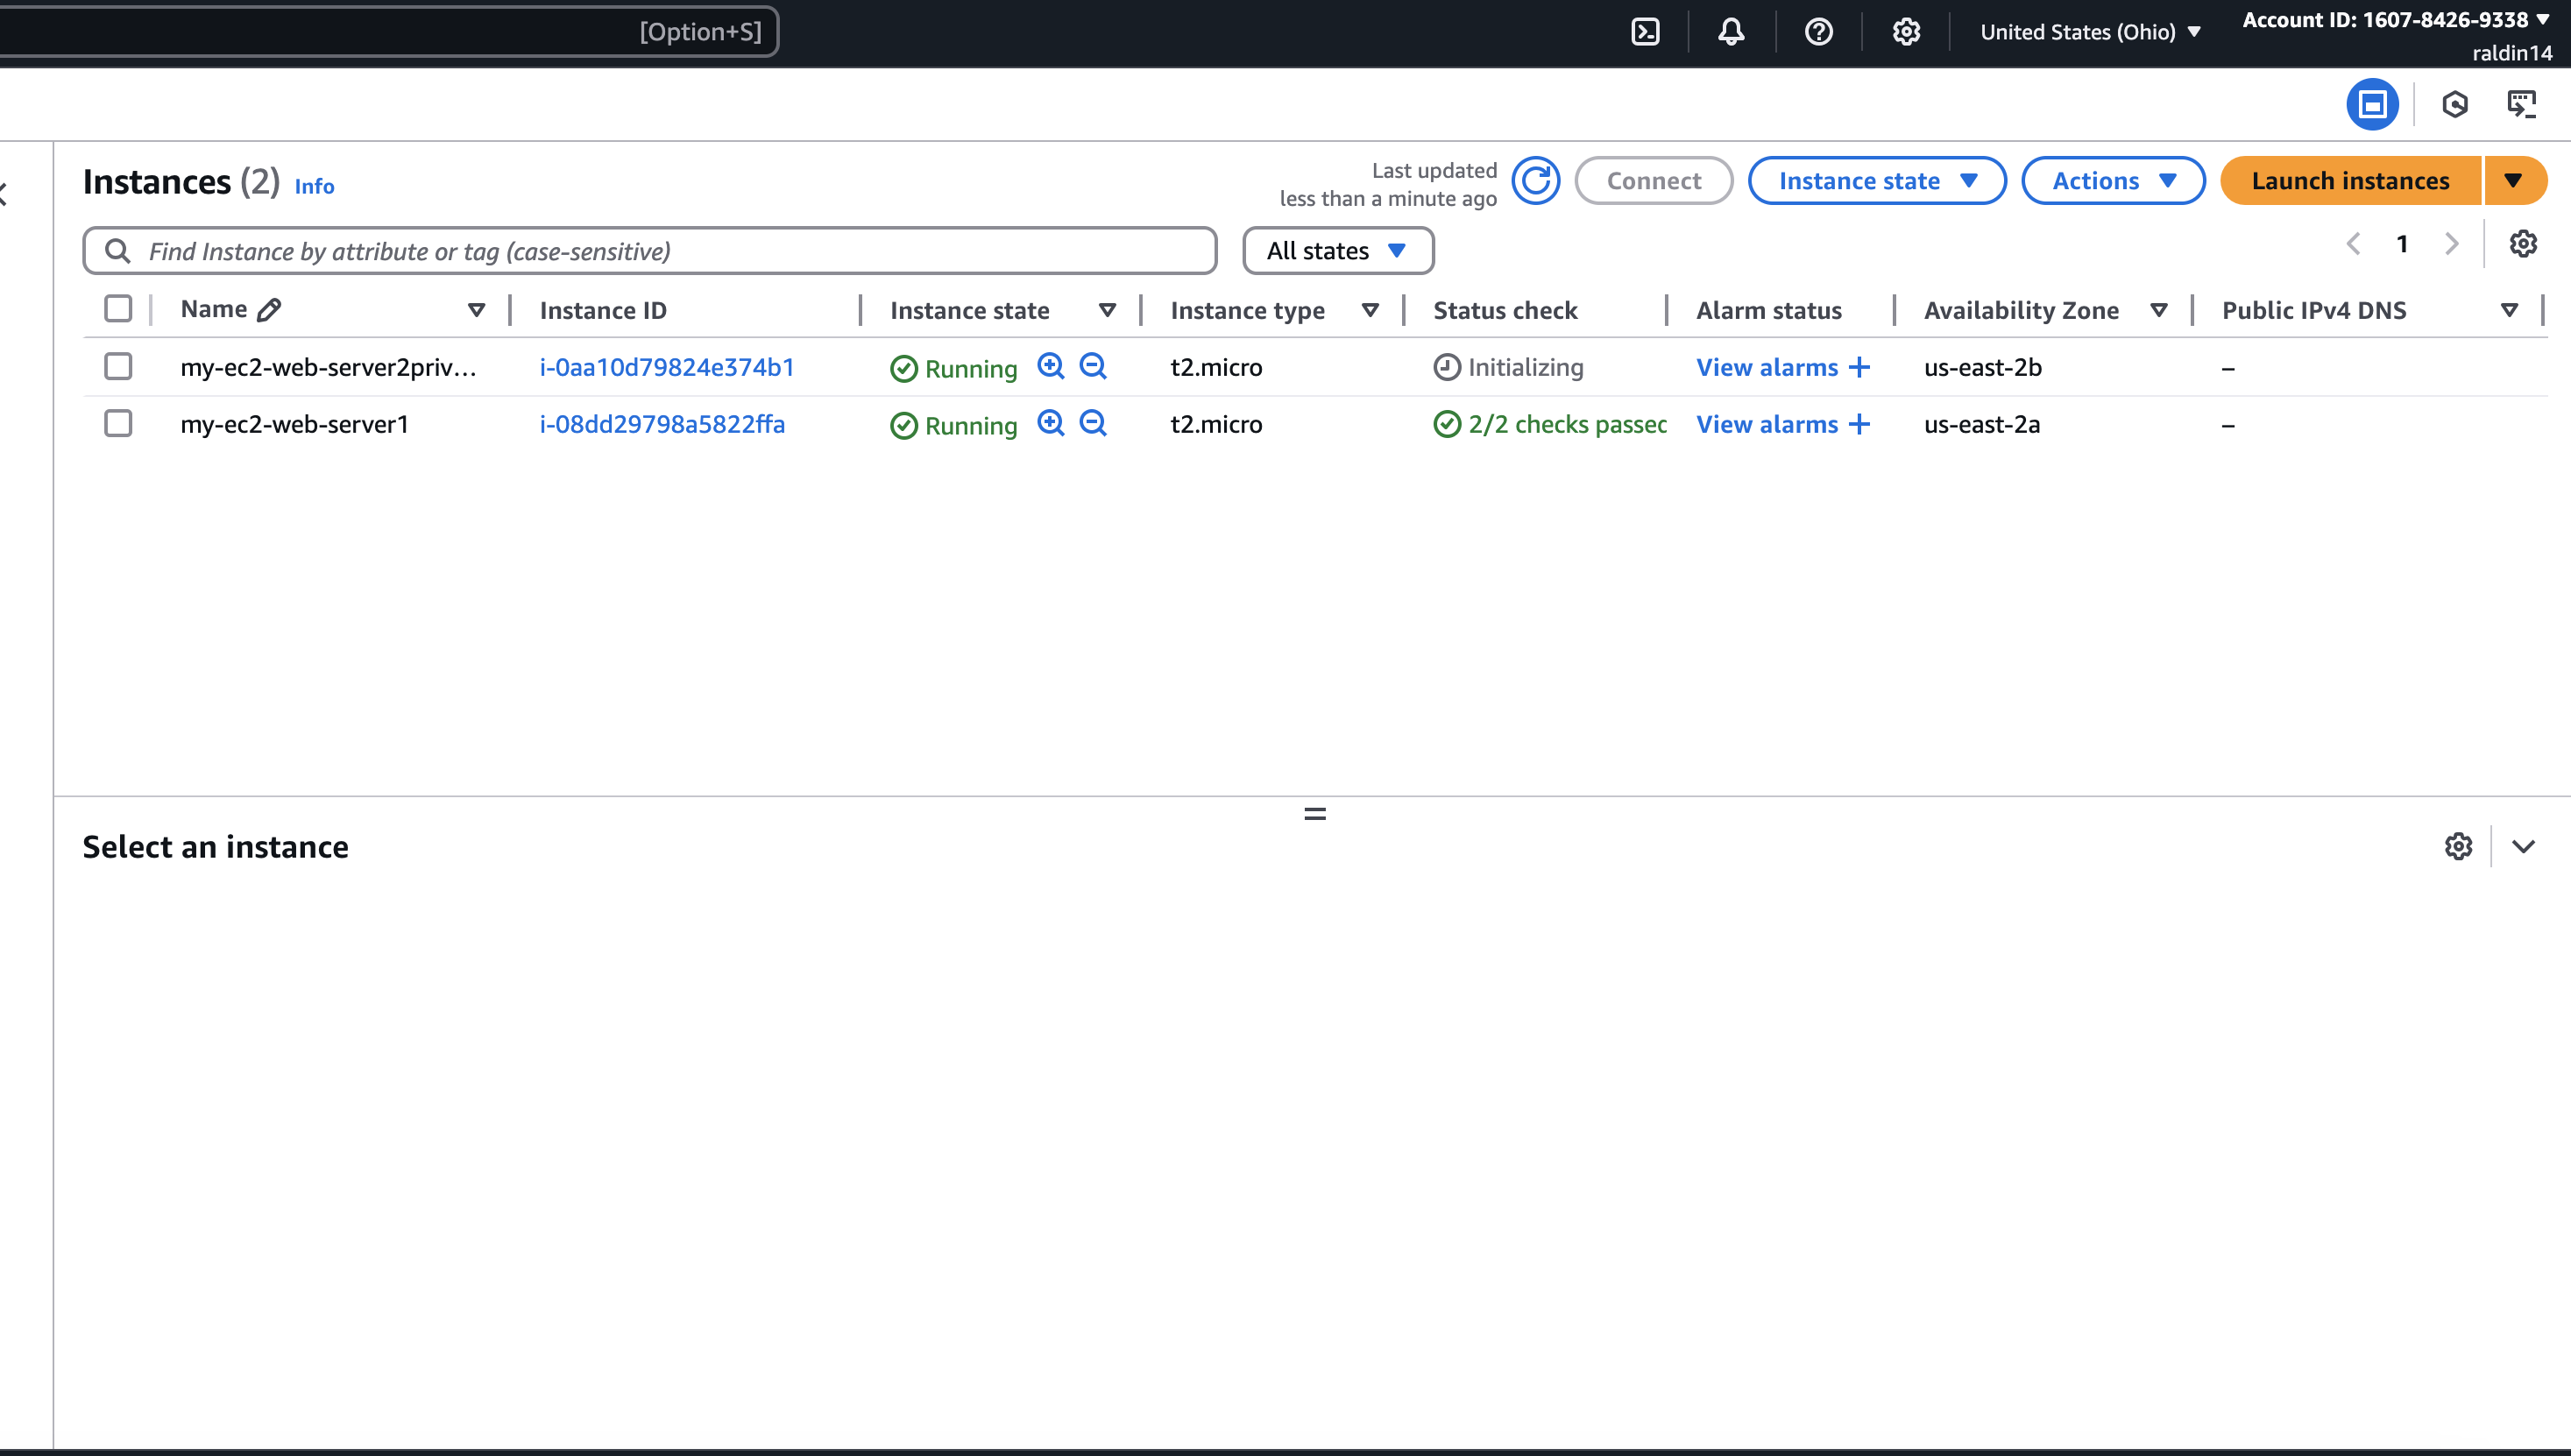 [Option+S]
United States (Ohio)
Account ID: 1607-8426-9338
raldin14
Instances (2) Info
Last updated
less than a minute ago
Connect
Instance state
Actions
Launch instances
Find Instance by attribute or tag (case-sensitive)
All states
1
Name Instance ID Instance state Instance type Status check Alarm status Availability Zone Public IPv4 DNS
my-ec2-web-server2priv... i-0aa10d79824e374b1 Running t2.micro Initializing View alarms + us-east-2b –
my-ec2-web-server1 i-08dd29798a5822ffa Running t2.micro 2/2 checks passec View alarms + us-east-2a –
Select an instance